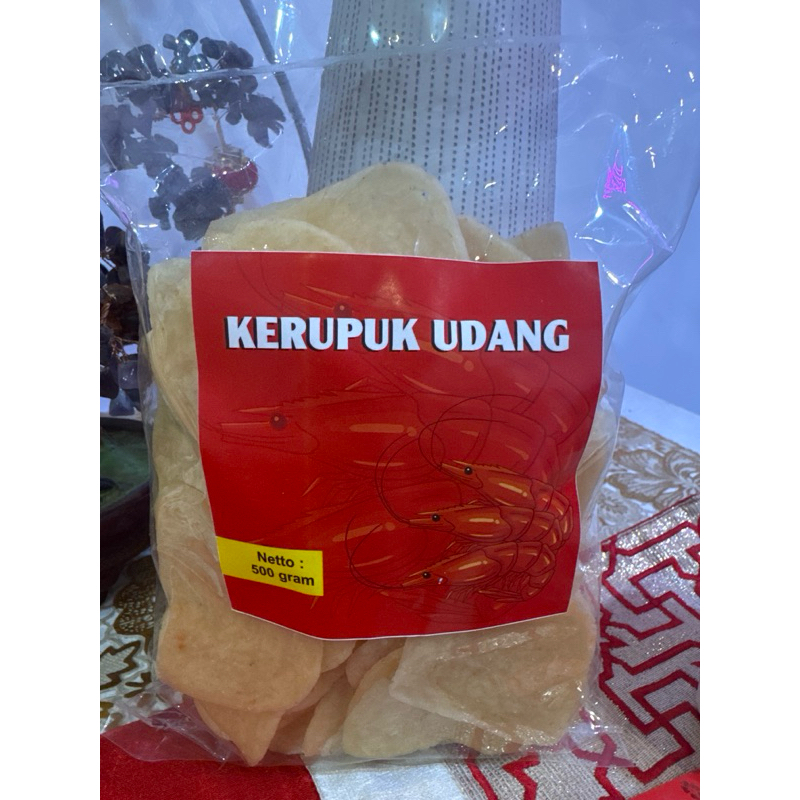 KERUPUK UDANG
Netto :
500 gram